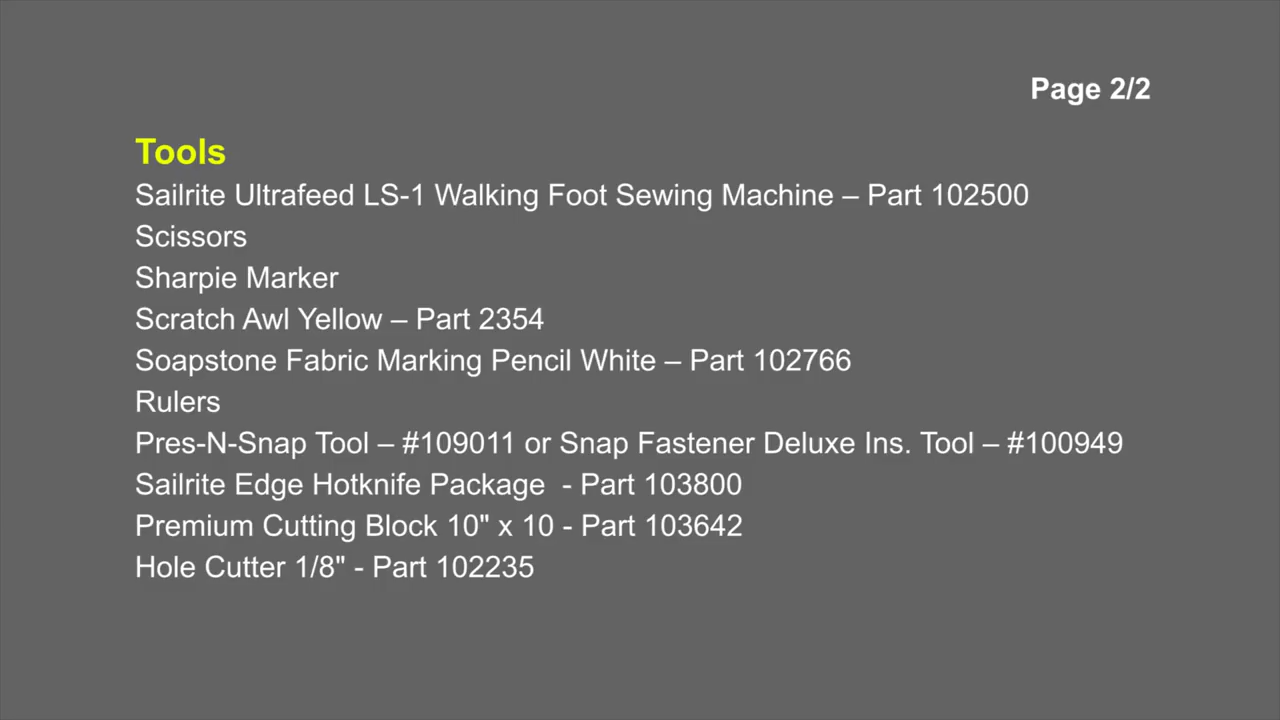 Page 2/2
Tools
Sailrite Ultrafeed LS-1 Walking Foot Sewing Machine – Part 102500
Scissors
Sharpie Marker
Scratch Awl Yellow – Part 2354
Soapstone Fabric Marking Pencil White – Part 102766
Rulers
Pres-N-Snap Tool – #109011 or Snap Fastener Deluxe Ins. Tool – #100949
Sailrite Edge Hotknife Package  - Part 103800
Premium Cutting Block 10" x 10 - Part 103642
Hole Cutter 1/8" - Part 102235